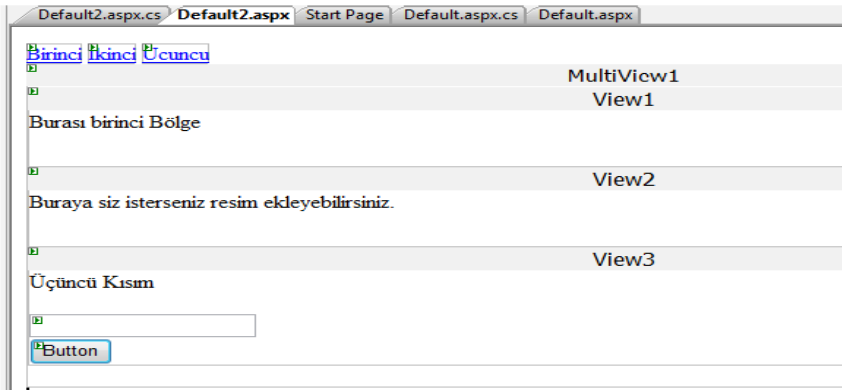 Default2.aspx.cs Default2.aspx Start Page Default.aspx.cs Default.aspx
Birinci İkinci Ucuncu
MultiView1
View1
Burası birinci Bölge
View2
Buraya siz isterseniz resim ekleyebilirsiniz.
View3
Üçüncü Kısım
Button